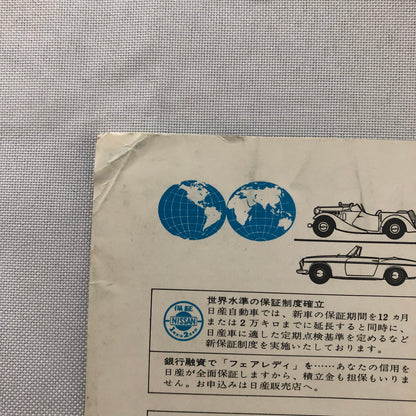 世界水準の保証制度確立
日産自動車では、新車の保証期間を12ヵ月
または2万キロまでに延長すると同時に、
日産車に適した定期点検基準を定めるなど
新保証制度を実施いたしております。
保証
NISSAN
銀行融資で「フェアレディ」を……あなたの信用を
日産が全面保証しますから、積立金も担保もいり
ません。お申込みは日産販売店へ。